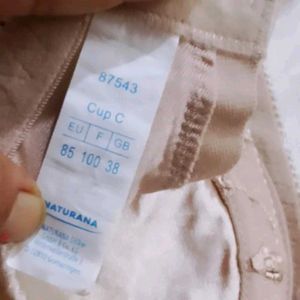 87543
Cup C
EU F GB
85 100 38
NATURANA